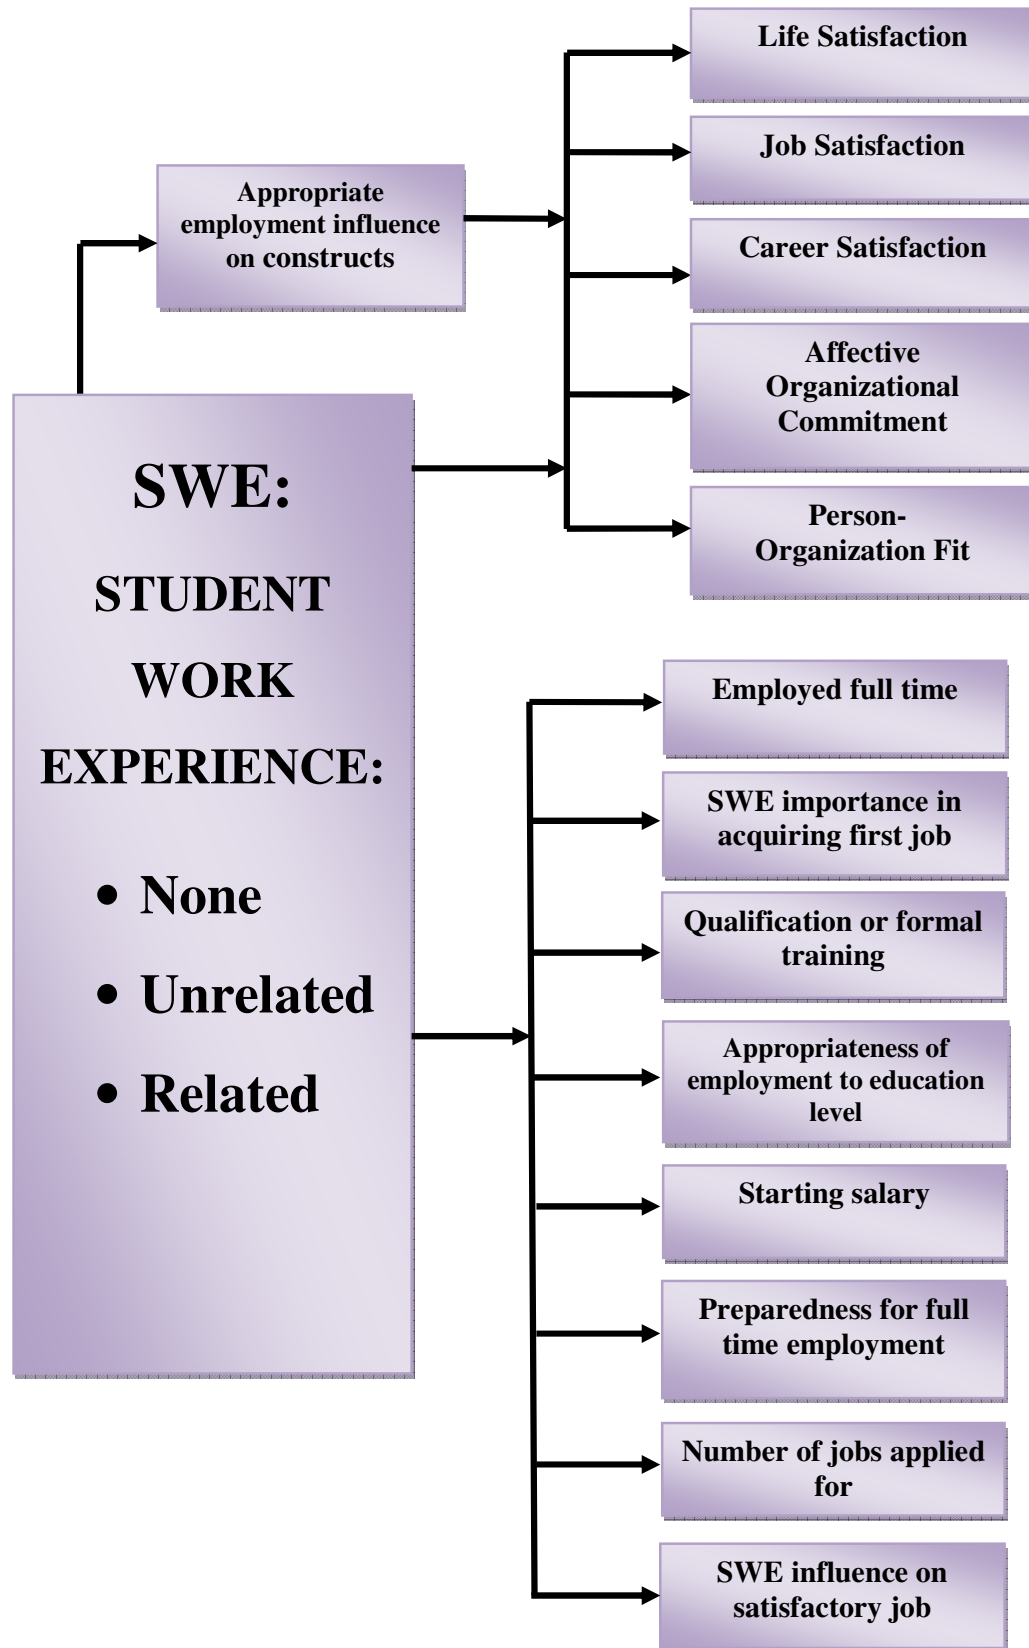 Life Satisfaction
Job Satisfaction
Appropriate
employment influence
on constructs
Career Satisfaction
Affective
Organizational
Commitment
Person-
Organization Fit
SWE:
STUDENT
WORK
EXPERIENCE:
• None
• Unrelated
• Related
Employed full time
SWE importance in
acquiring first job
Qualification or formal
training
Appropriateness of
employment to education
level
Starting salary
Preparedness for full
time employment
Number of jobs applied
for
SWE influence on
satisfactory job